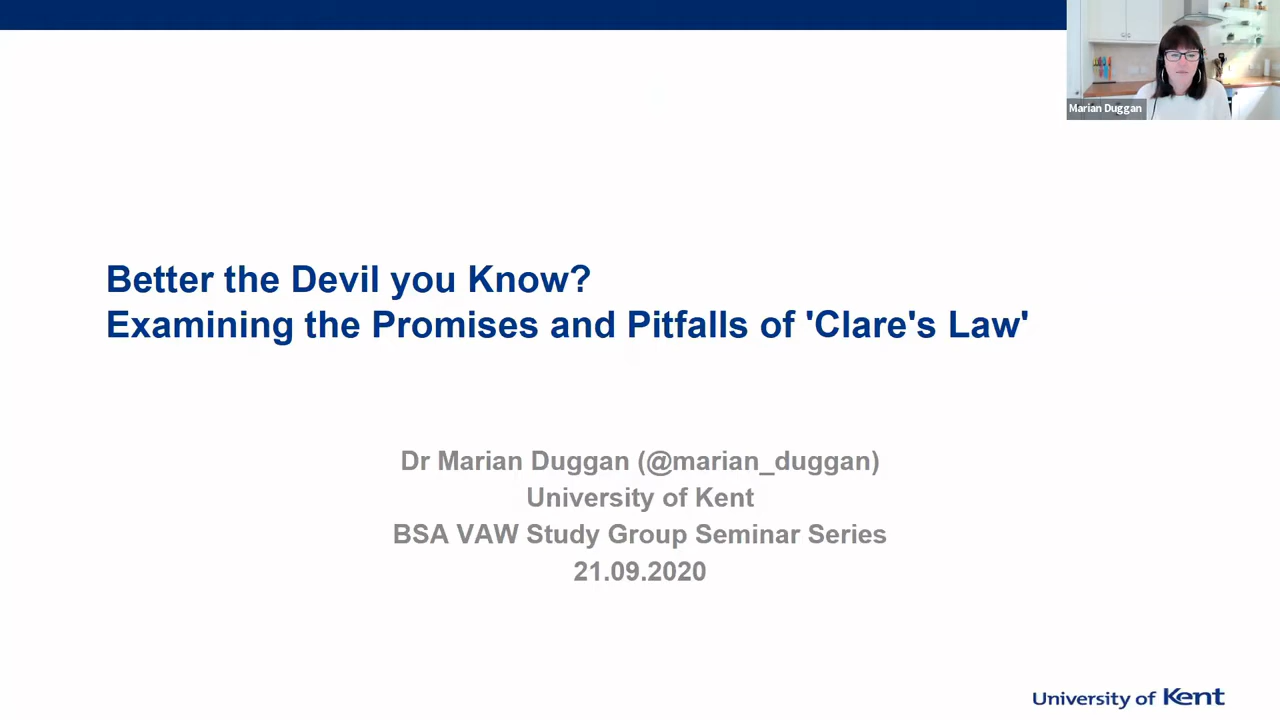 Marian Duggan
Better the Devil you Know?
Examining the Promises and Pitfalls of 'Clare's Law'
Dr Marian Duggan (@marian_duggan)
University of Kent
BSA VAW Study Group Seminar Series
21.09.2020
University of Kent